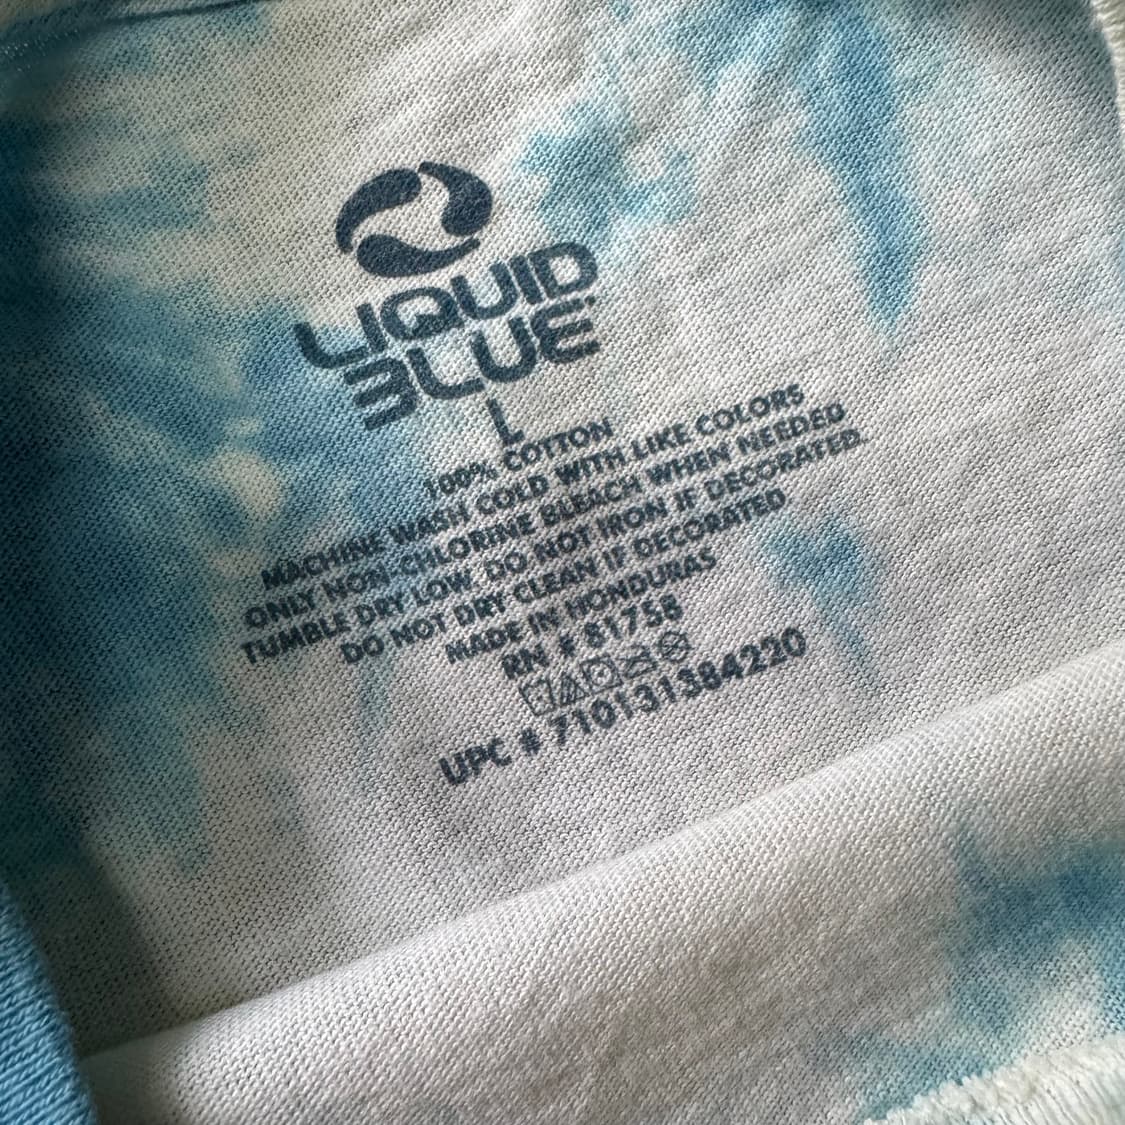 LIQUID
BLUE
L
100% COTTON
MACHINE WASH COLD WITH LIKE COLORS
ONLY NON-CHLORINE BLEACH WHEN NEEDED
TUMBLE DRY LOW. DO NOT IRON IF DECORATED.
DO NOT DRY CLEAN IF DECORATED
MADE IN HONDURAS
RN # 81758
UPC # 710131384220